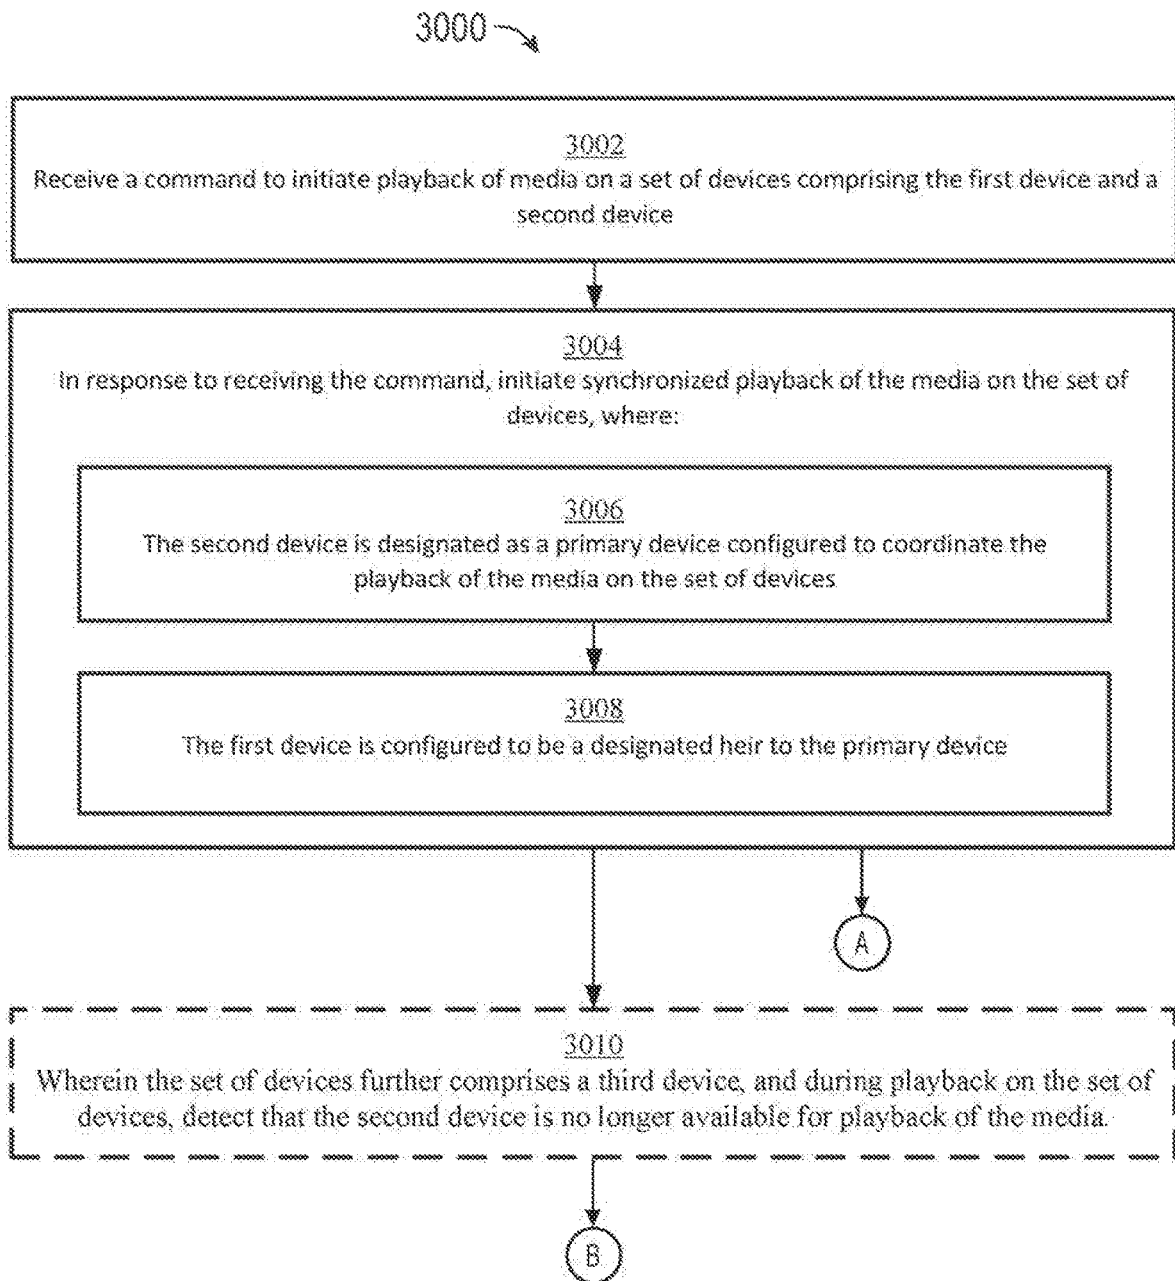 3000
3002
Receive a command to initiate playback of media on a set of devices comprising the first device and a
second device
3004
In response to receiving the command, initiate synchronized playback of the media on the set of
devices, where:
3006
The second device is designated as a primary device configured to coordinate the
playback of the media on the set of devices
3008
The first device is configured to be a designated heir to the primary device
A
3010
Wherein the set of devices further comprises a third device, and during playback on the set of
devices, detect that the second device is no longer available for playback of the media.
B